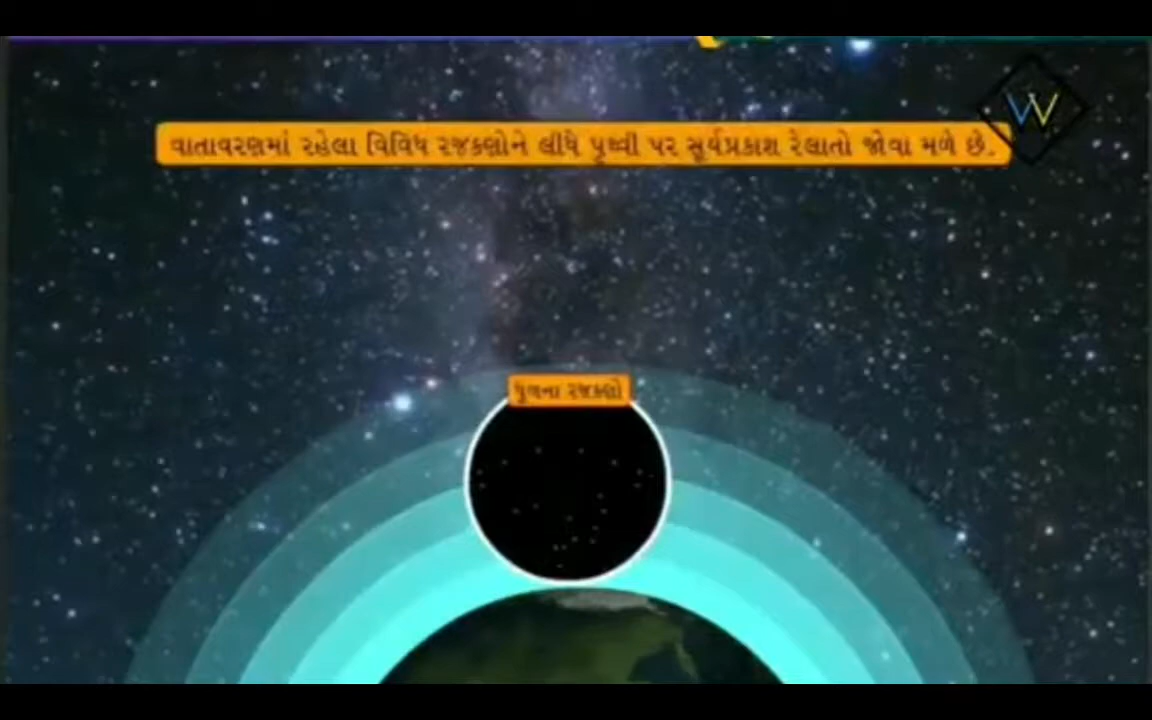 વાતાવરણમાં રહેલા વિવિધ રજકણોને લીધે પૃથ્વી પર સૂર્યપ્રકાશ રેલાતો જોવા મળે છે.
ધૂળના રજકણો